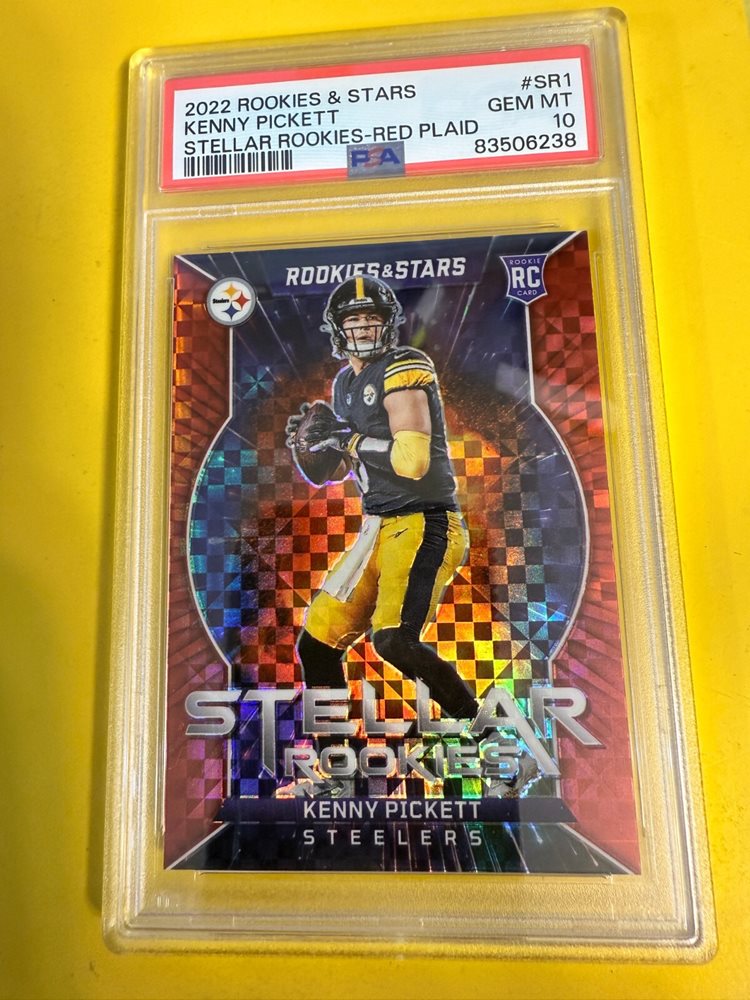 2022 ROOKIES & STARS #SR1
KENNY PICKETT GEM MT
STELLAR ROOKIES-RED PLAID 10
PSA 83506238
ROOKIES&STARS
ROOKIE
RC
CARD
Steelers
STELLAR
ROOKIES
KENNY PICKETT
STEELERS